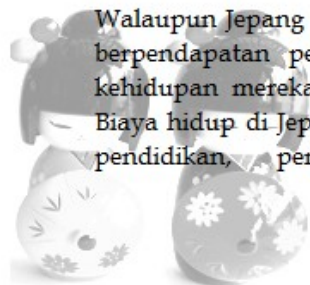 Walaupun Jepang
berpendapatan pe
kehidupan mereka
Biaya hidup di Jep
pendidikan, per